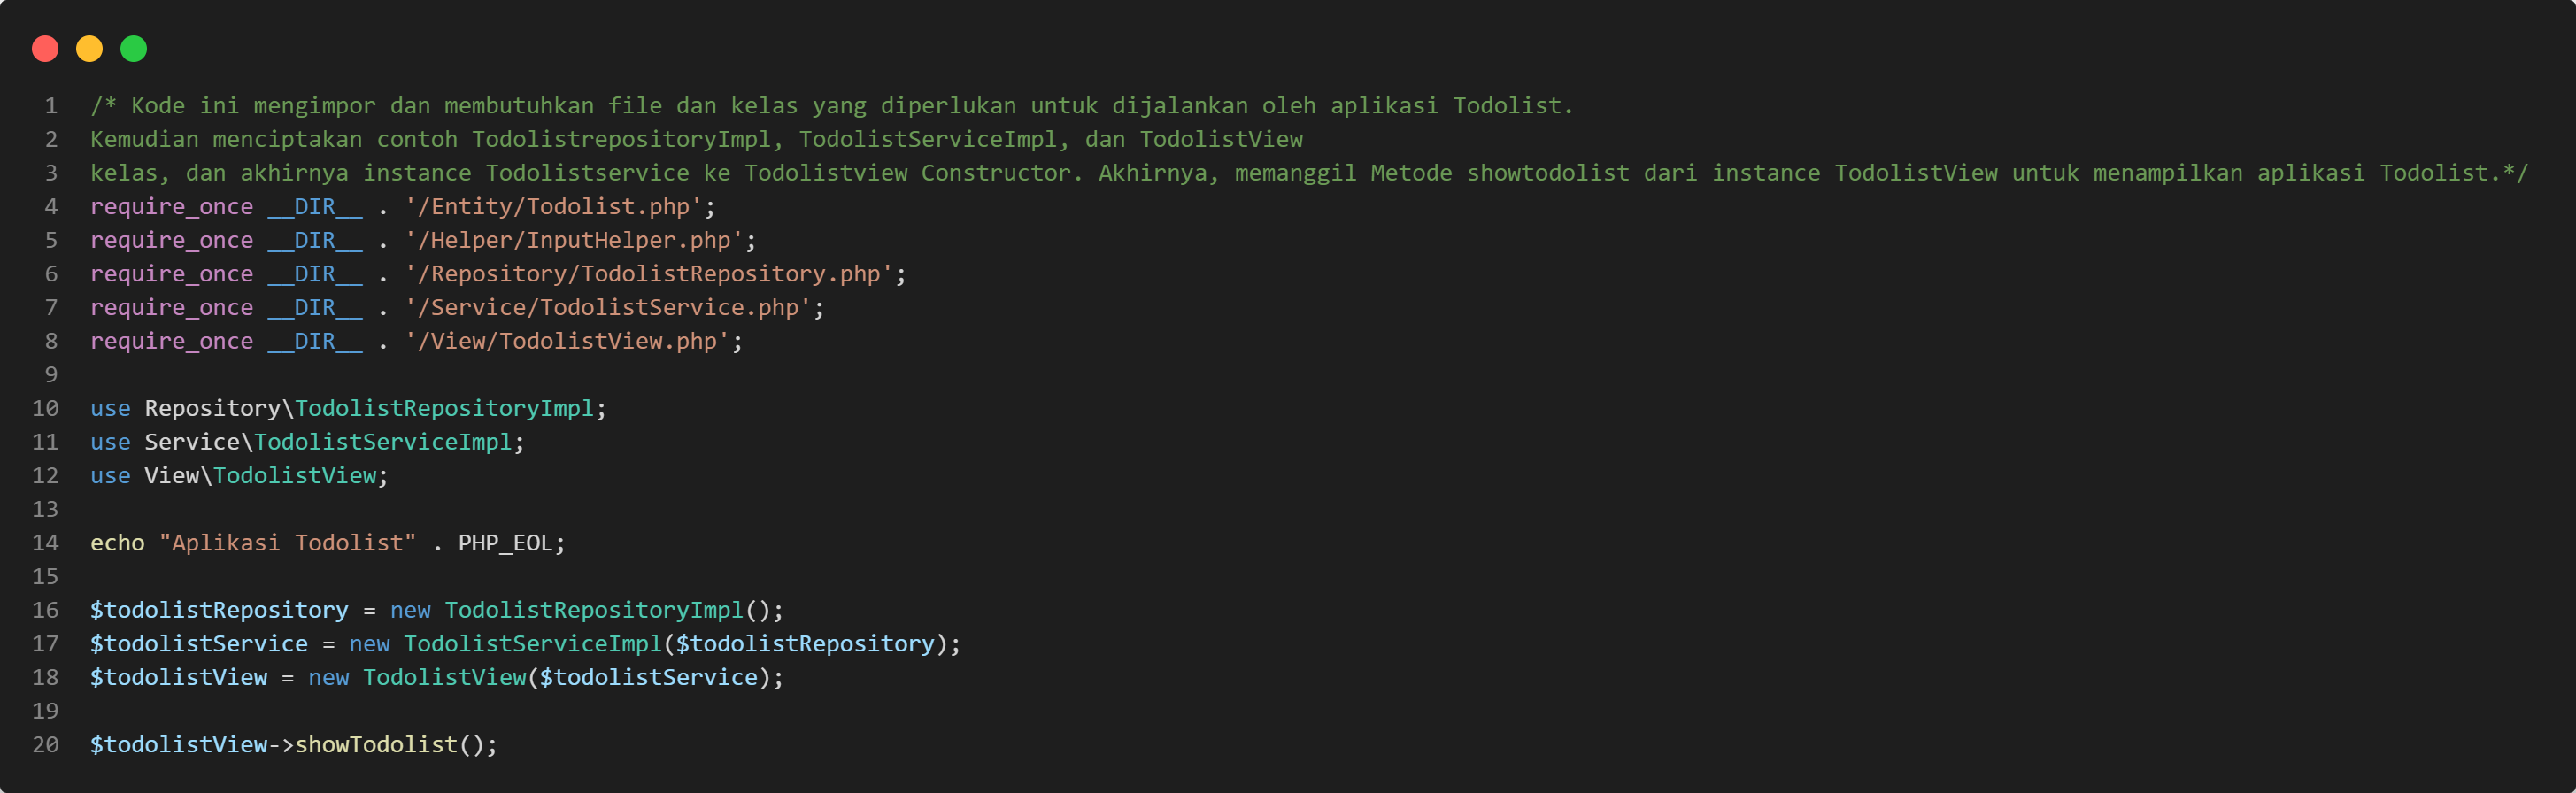 1 /* Kode ini mengimpor dan membutuhkan file dan kelas yang diperlukan untuk dijalankan oleh aplikasi Todolist.
2 Kemudian menciptakan contoh TodolistrepositoryImpl, TodolistServiceImpl, dan TodolistView
3 kelas, dan akhirnya instance Todolistservice ke Todolistview Constructor. Akhirnya, memanggil Metode showtodolist dari instance TodolistView untuk menampilkan aplikasi Todolist.*/
4 require_once __DIR__ . '/Entity/Todolist.php';
5 require_once __DIR__ . '/Helper/InputHelper.php';
6 require_once __DIR__ . '/Repository/TodolistRepository.php';
7 require_once __DIR__ . '/Service/TodolistService.php';
8 require_once __DIR__ . '/View/TodolistView.php';
9
10 use Repository\TodolistRepositoryImpl;
11 use Service\TodolistServiceImpl;
12 use View\TodolistView;
13
14 echo "Aplikasi Todolist" . PHP_EOL;
15
16 $todolistRepository = new TodolistRepositoryImpl();
17 $todolistService = new TodolistServiceImpl($todolistRepository);
18 $todolistView = new TodolistView($todolistService);
19
20 $todolistView->showTodolist();